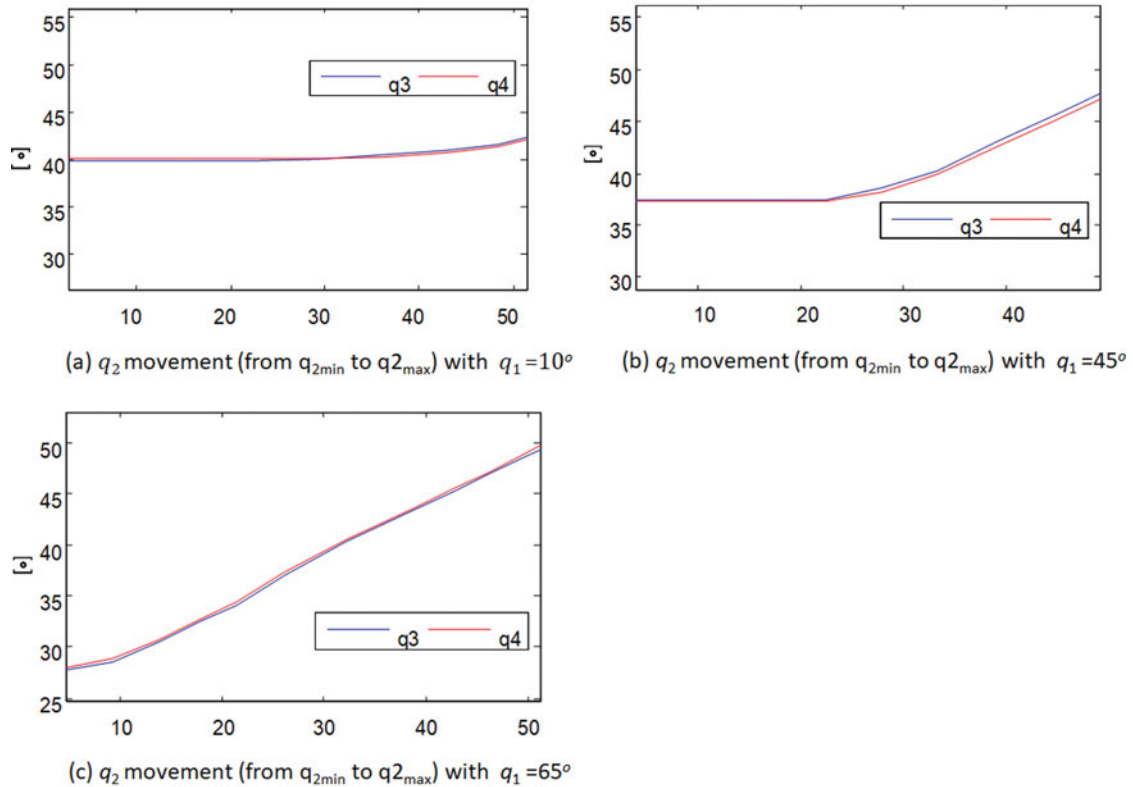 55
50
45
40
35
30
[°]
q3 q4
10 20 30 40 50
(a) q₂ movement (from q₂min to q2max) with q₁ =10°
55
50
45
40
35
30
[°]
q3 q4
10 20 30 40
(b) q₂ movement (from q₂min to q2max) with q₁ =45°
50
45
40
35
30
25
[°]
q3 q4
10 20 30 40 50
(c) q₂ movement (from q₂min to q2max) with q₁ =65°